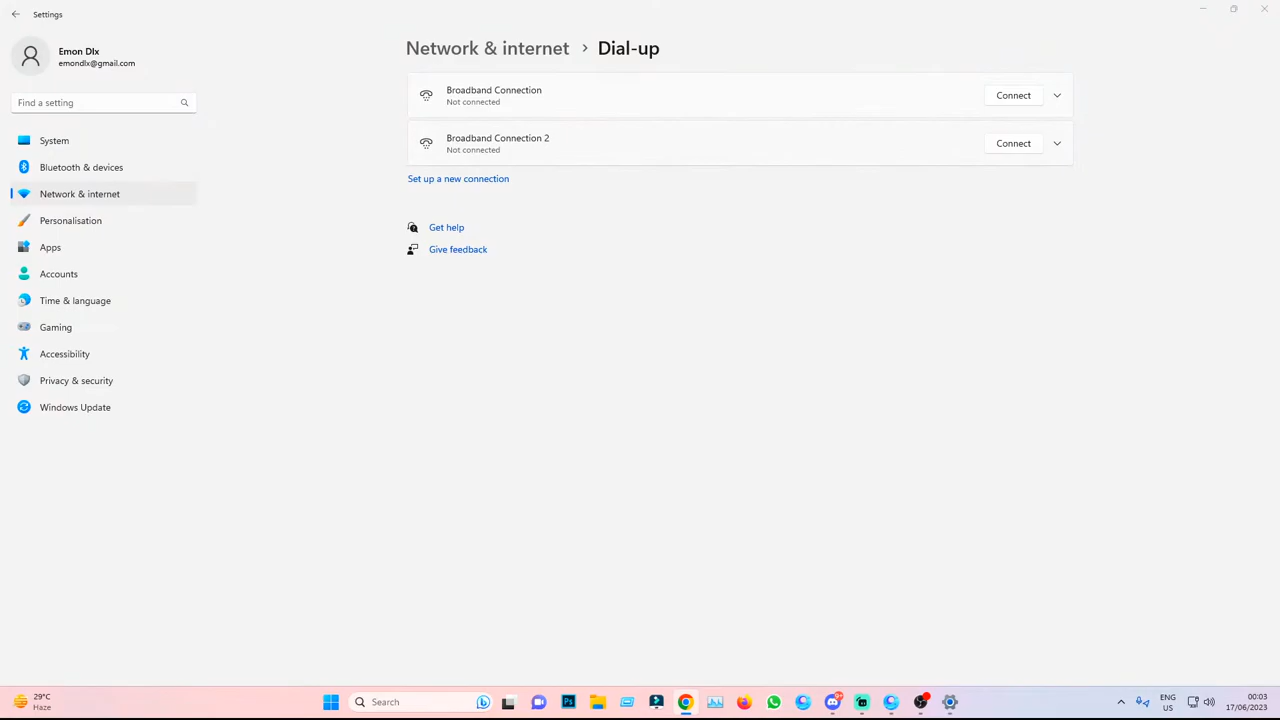 Settings
Emon Dlx
emondlx@gmail.com
Find a setting
System
Bluetooth & devices
Network & internet
Personalisation
Apps
Accounts
Time & language
Gaming
Accessibility
Privacy & security
Windows Update
Network & internet > Dial-up
Broadband Connection
Not connected
Connect
Broadband Connection 2
Not connected
Connect
Set up a new connection
Get help
Give feedback
29°C
Haze
Search
Ps
ENG
US
00:03
17/06/2023